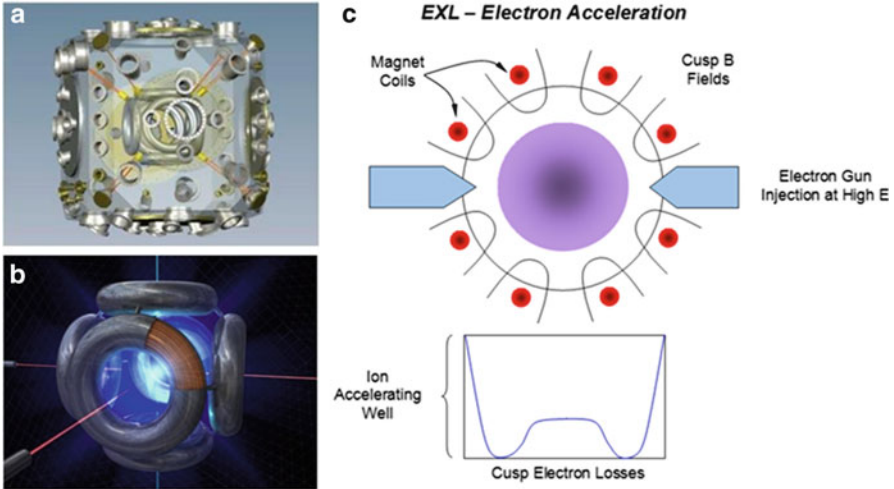 a
b
c
EXL – Electron Acceleration
Magnet
Coils
Cusp B
Fields
Electron Gun
Injection at High E
Ion
Accelerating
Well
Cusp Electron Losses